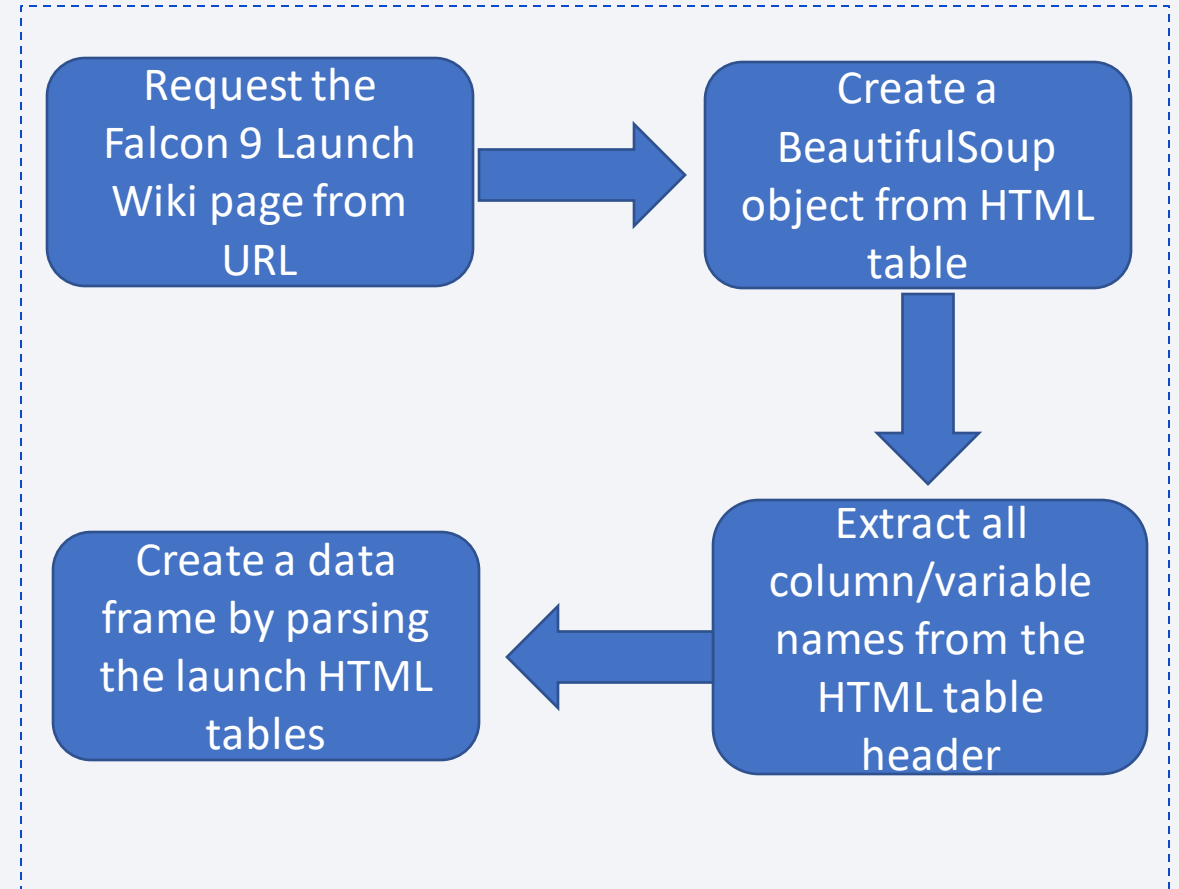 Request the
Falcon 9 Launch
Wiki page from
URL
Create a
BeautifulSoup
object from HTML
table
Extract all
column/variable
names from the
HTML table
header
Create a data
frame by parsing
the launch HTML
tables